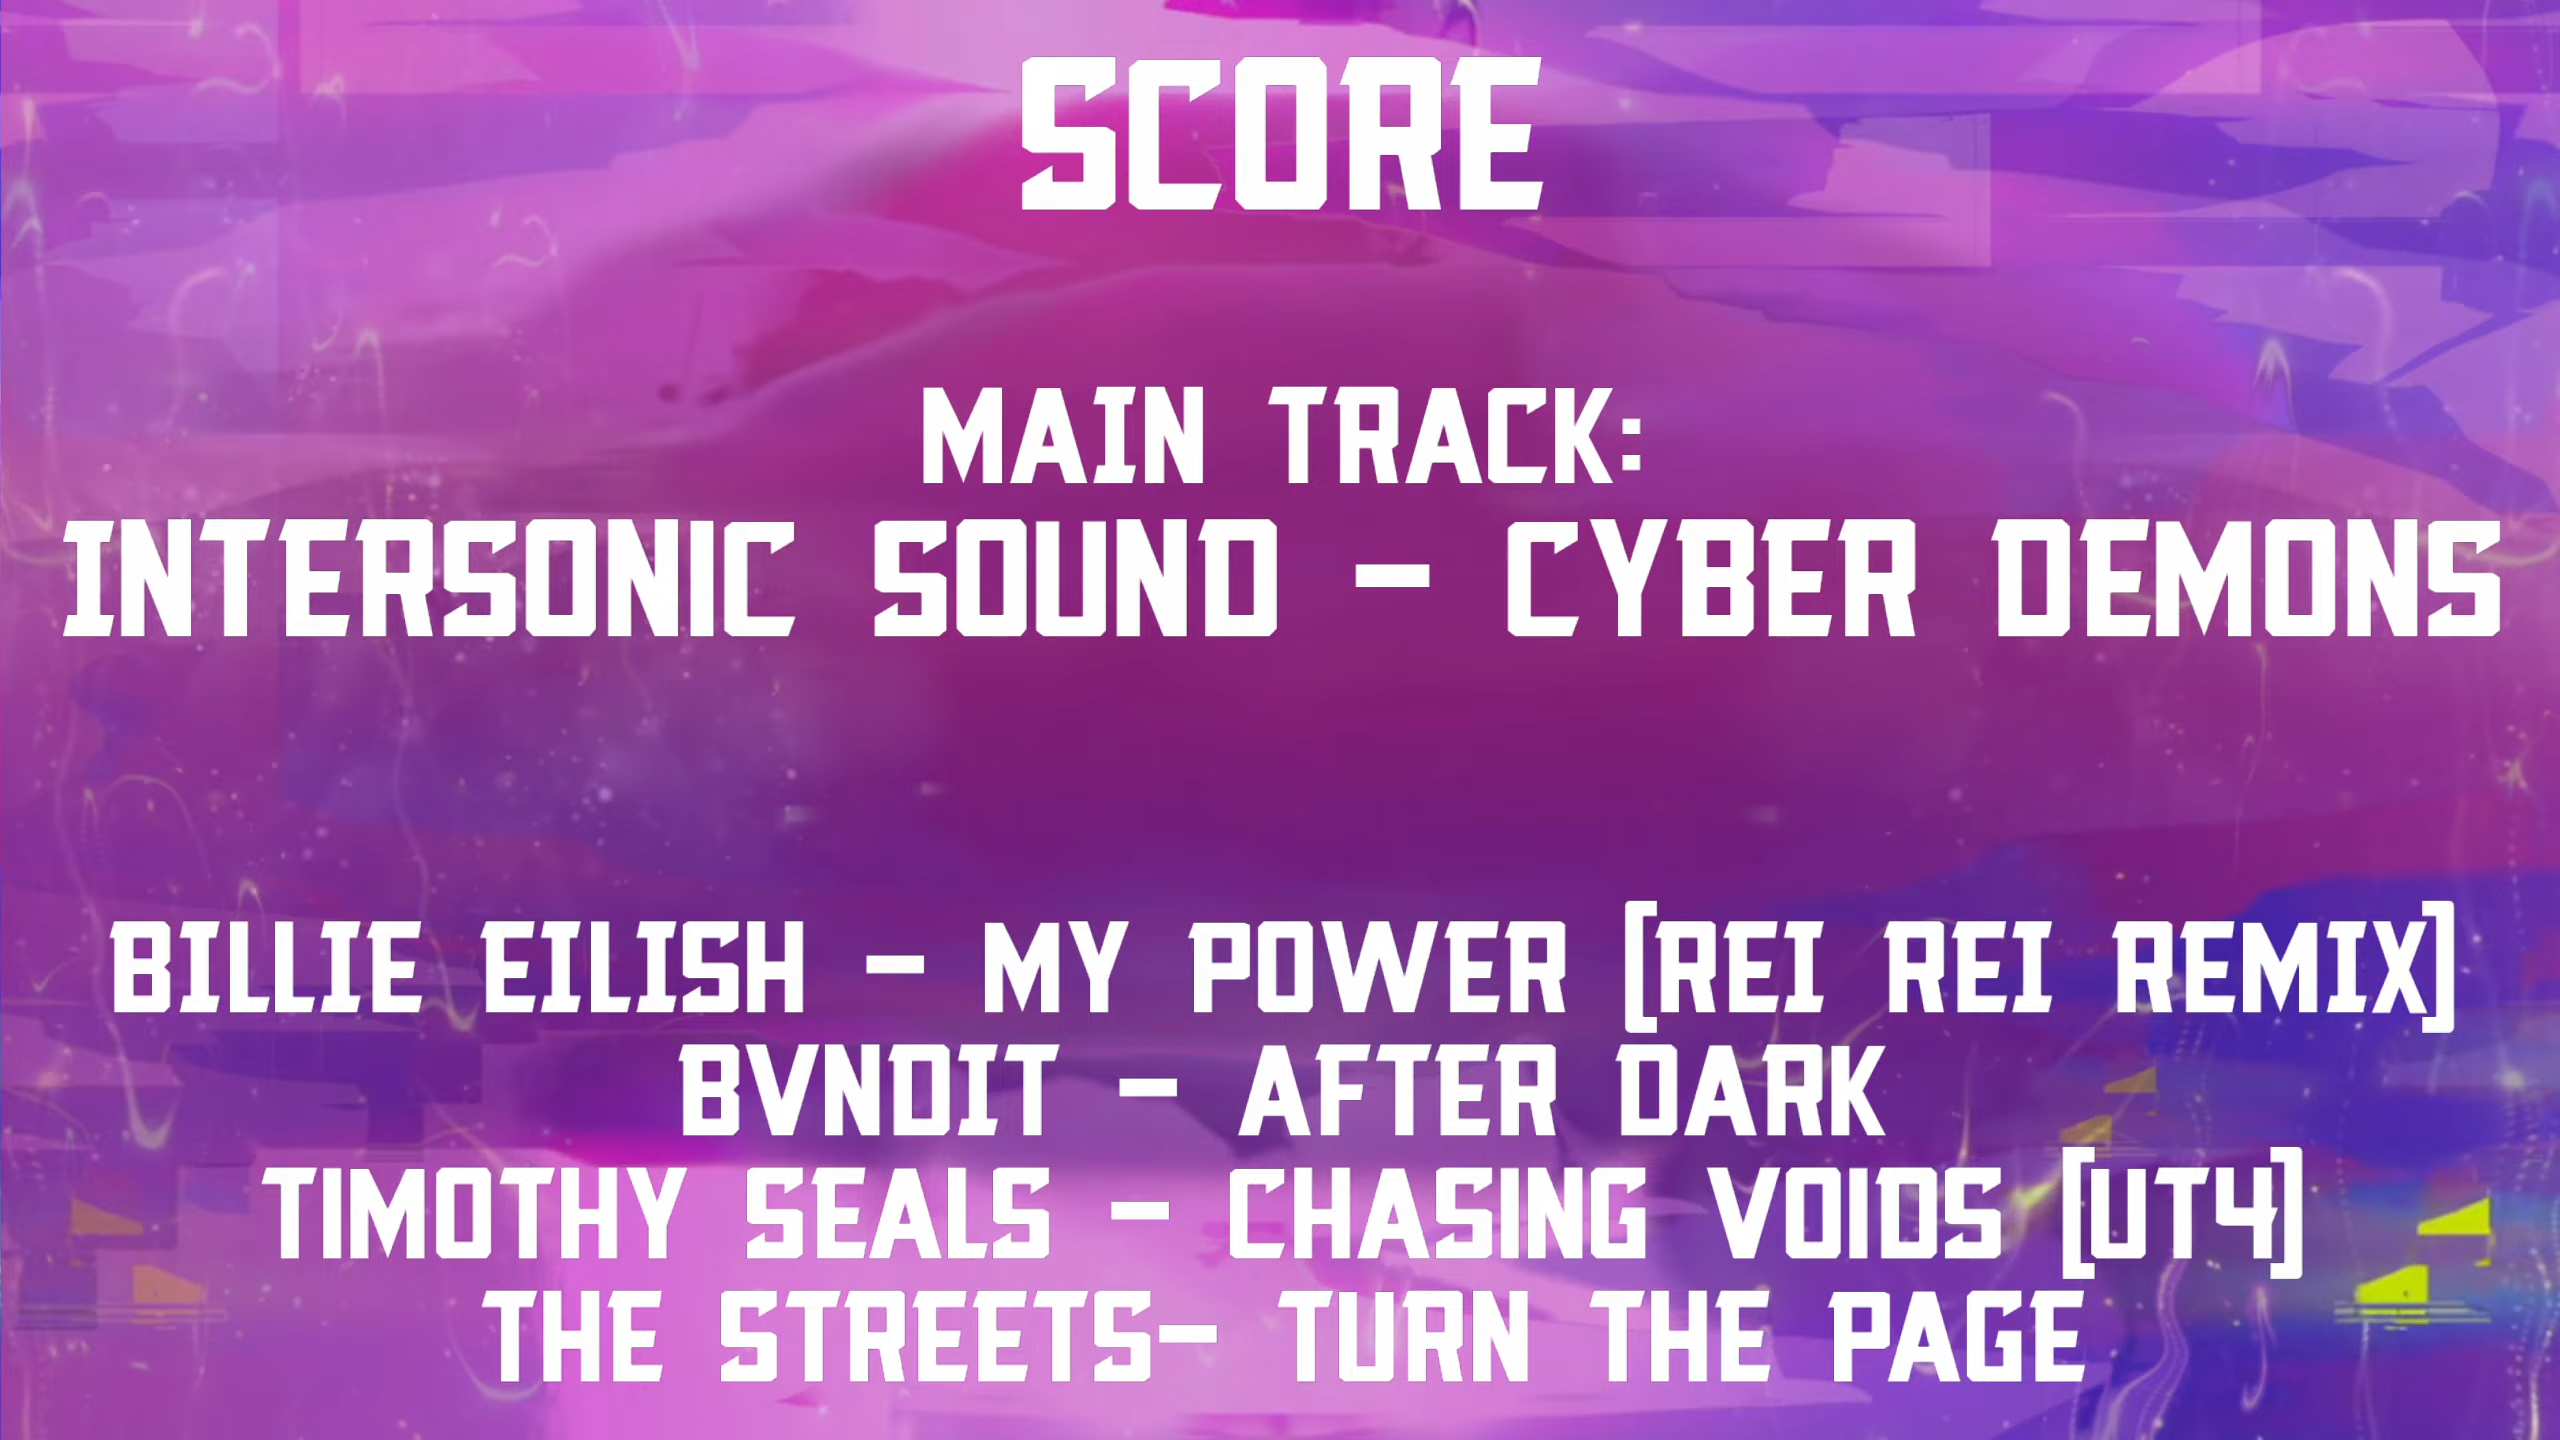 SCORE
MAIN TRACK:
INTERSONIC SOUND - CYBER DEMONS
BILLIE EILISH - MY POWER [REI REI REMIX]
BVNDIT - AFTER DARK
TIMOTHY SEALS - CHASING VOIDS [UT4]
THE STREETS- TURN THE PAGE